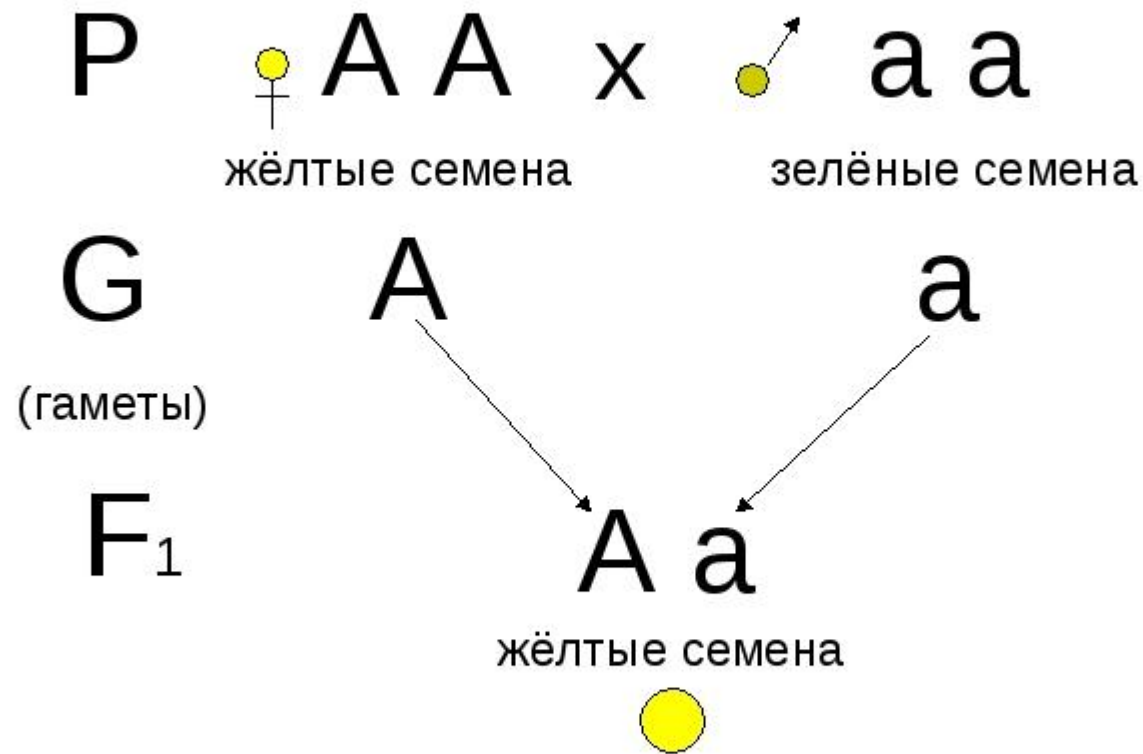 P ♀ A A x ♂ a a
жёлтые семена зелёные семена
G A a
(гаметы)
F1 A a
жёлтые семена